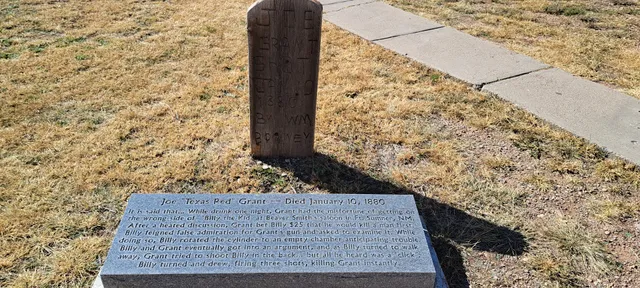 BY WM
BONNEY
Joe "Texas Red" Grant -- Died January 10, 1880
It is said that... While drunk one night, Grant had the misfortune of getting on
the wrong side of "Billy the Kid" at Beaver Smith's saloon in Ft. Sumner, NM.
After a heated discussion, Grant bet Billy $25 that he would kill a man first.
Billy feigned false admiration of Grant's gun and asked to examine it. While
doing so, Billy rotated the cylinder to an empty chamber, anticipating trouble.
Billy and Grant eventually got into an argument, and as Billy turned to walk
away, Grant tried to shoot Billy in the back... but all he heard was a "click".
Billy turned and drew, firing three shots, killing Grant instantly.